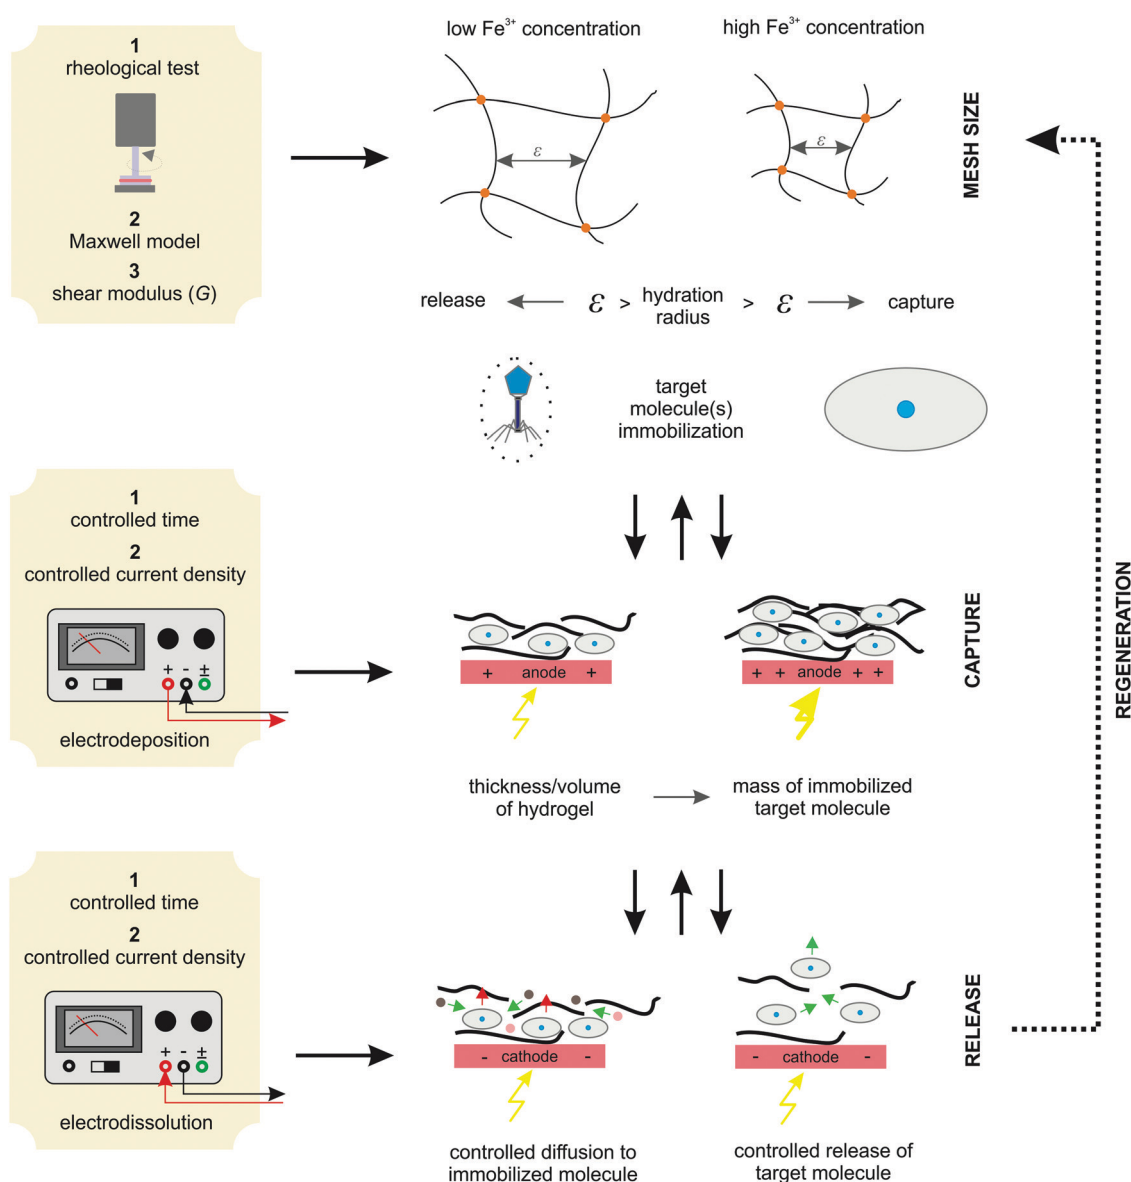 1
rheological test
2
Maxwell model
3
shear modulus (G)
low Fe³⁺ concentration
high Fe³⁺ concentration
ε
ε
MESH SIZE
release ε > hydration radius > ε capture
target
molecule(s)
immobilization
1
controlled time
2
controlled current density
+ - ±
electrodeposition
+ anode +
+ + anode + +
CAPTURE
thickness/volume
of hydrogel
mass of immobilized
target molecule
REGENERATION
1
controlled time
2
controlled current density
+ - ±
electrodissolution
- cathode -
- cathode -
RELEASE
controlled diffusion to
immobilized molecule
controlled release of
target molecule